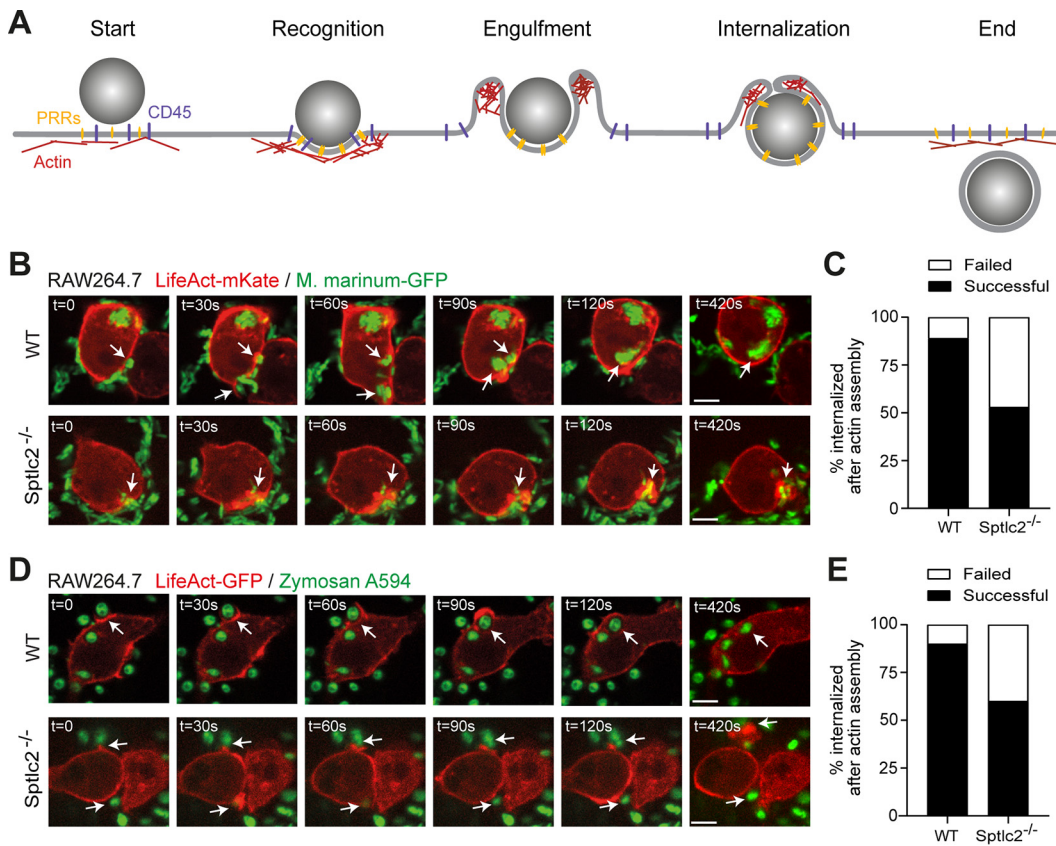 A
Start
Recognition
Engulfment
Internalization
End
PRRs
CD45
Actin
B
RAW264.7 LifeAct-mKate / M. marinum-GFP
WT
t=0
t=30s
t=60s
t=90s
t=120s
t=420s
Sptlc2 -/-
t=0
t=30s
t=60s
t=90s
t=120s
t=420s
C
Failed
Successful
% internalized
after actin assembly
100
75
50
25
0
WT
Sptlc2-/-
D
RAW264.7 LifeAct-GFP / Zymosan A594
WT
t=0
t=30s
t=60s
t=90s
t=120s
t=420s
Sptlc2 -/-
t=0
t=30s
t=60s
t=90s
t=120s
t=420s
E
Failed
Successful
% internalized
after actin assembly
100
75
50
25
0
WT
Sptlc2-/-